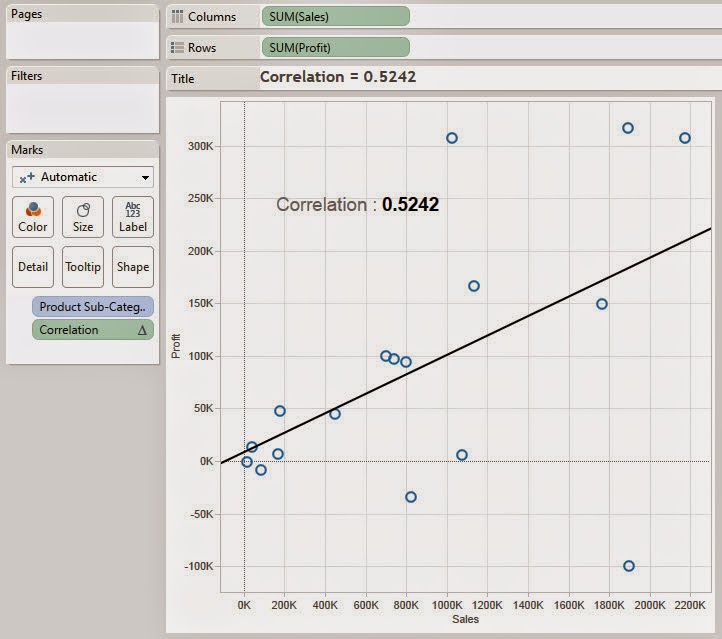 Pages
Columns
SUM(Sales)
Rows
SUM(Profit)
Title
Correlation = 0.5242
Filters
Marks
Automatic
Color
Size
Abc
123
Label
Detail
Tooltip
Shape
Product Sub-Categ..
Correlation Δ
Correlation : 0.5242
Profit
300K
250K
200K
150K
100K
50K
0K
-50K
-100K
0K 200K 400K 600K 800K 1000K 1200K 1400K 1600K 1800K 2000K 2200K
Sales